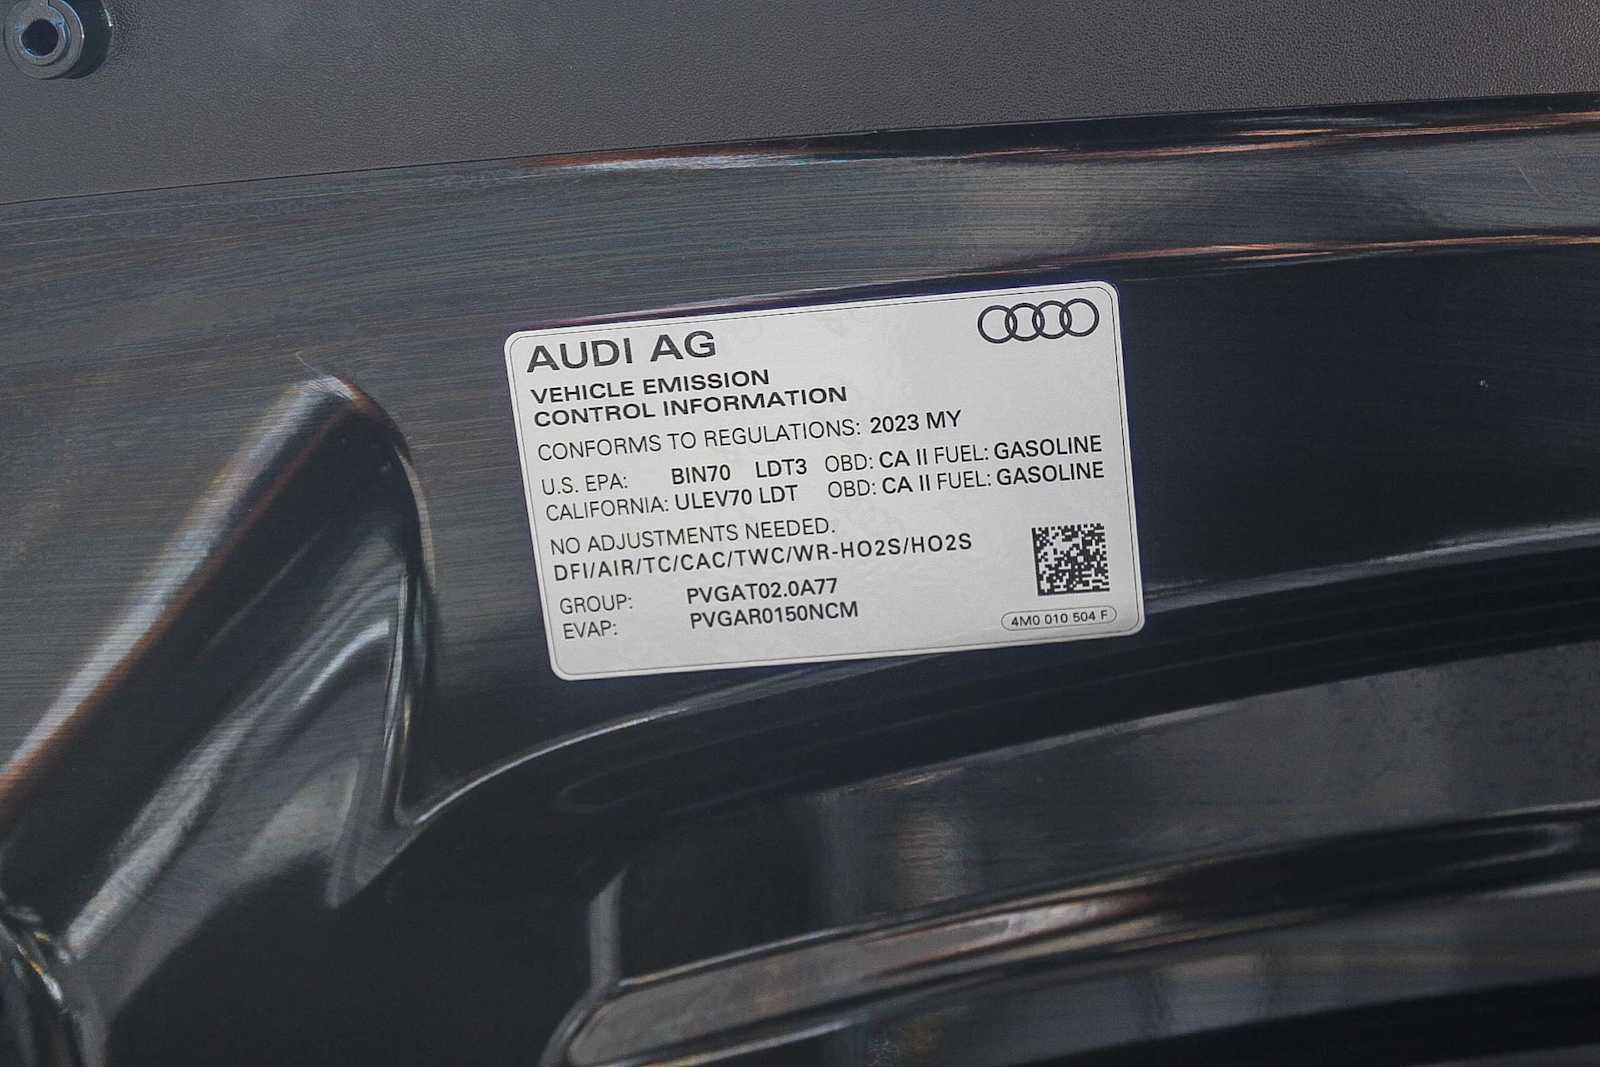 AUDI AG
VEHICLE EMISSION
CONTROL INFORMATION
CONFORMS TO REGULATIONS: 2023 MY
U.S. EPA: BIN70 LDT3 OBD: CA II FUEL: GASOLINE
CALIFORNIA: ULEV70 LDT OBD: CA II FUEL: GASOLINE
NO ADJUSTMENTS NEEDED.
DFI/AIR/TC/CAC/TWC/WR-HO2S/HO2S
GROUP: PVGAT02.0A77
EVAP: PVGAR0150NCM
4M0 010 504 F